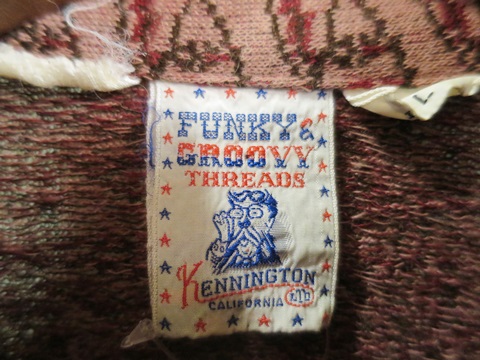 FUNKY &
GROOVY
THREADS
KENNINGTON
CALIFORNIA LTD
L